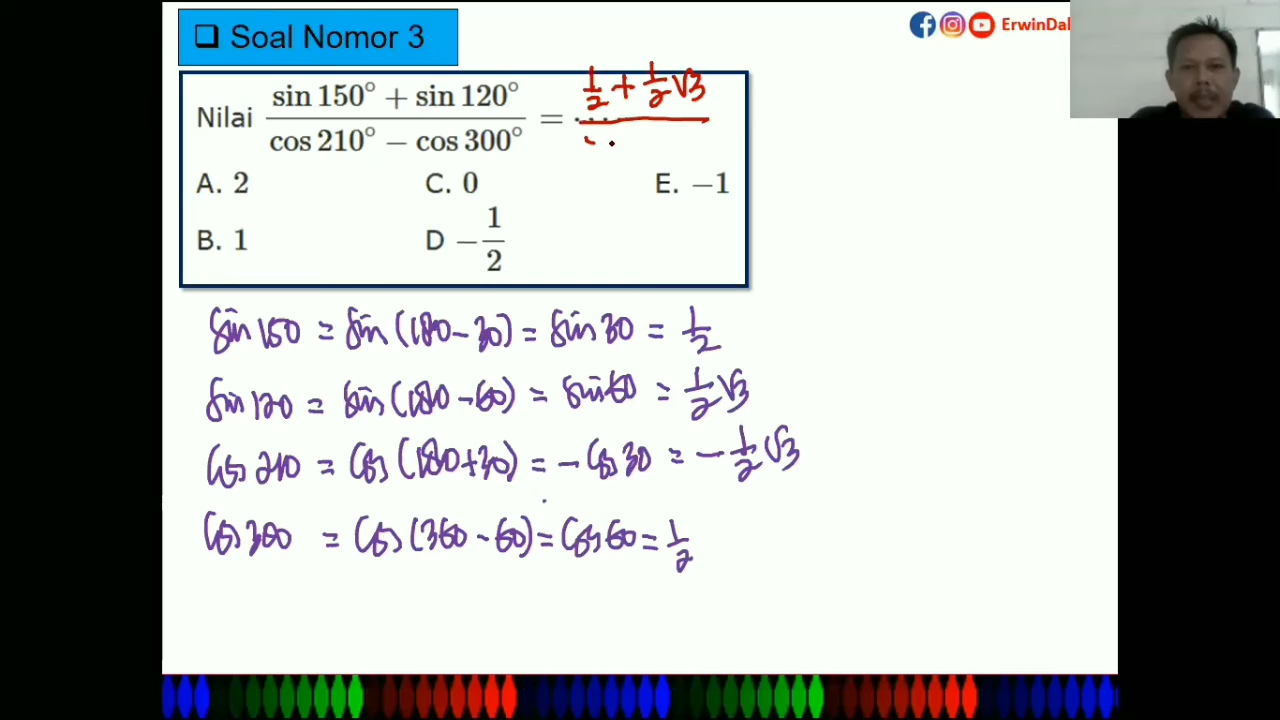 ❑ Soal Nomor 3
ErwinDal
Nilai (sin 150° + sin 120°)/(cos 210° − cos 300°) = ... (1/2 + 1/2 √3)/
A. 2 C. 0 E. −1
B. 1 D −1/2
sin 150 = sin (180 − 30) = sin 30 = 1/2
sin 120 = sin (180 − 60) = sin 60 = 1/2 √3
Cos 210 = Cos (180 + 30) = − Cos 30 = − 1/2 √3
Cos 300 = Cos (360 − 60) = Cos 60 = 1/2